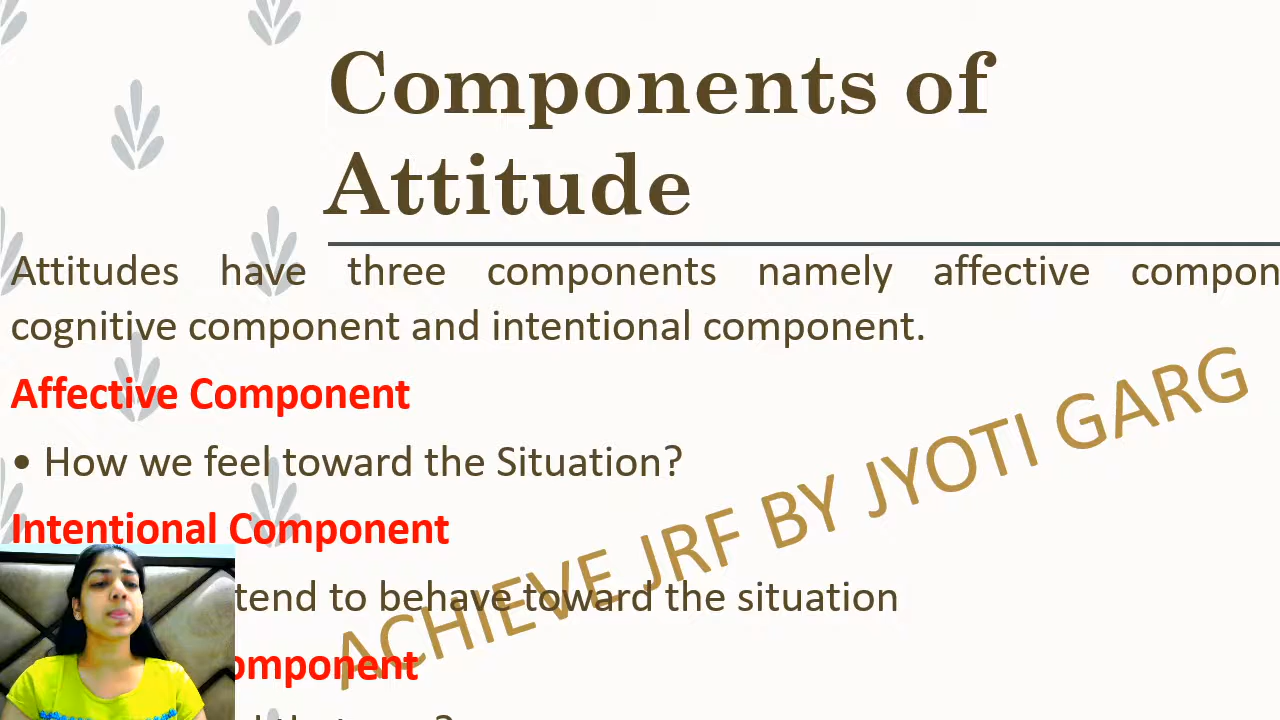 Components of
Attitude
Attitudes have three components namely affective compon
cognitive component and intentional component.
Affective Component
• How we feel toward the Situation?
Intentional Component
tend to behave toward the situation
omponent
ACHIEVE JRF BY JYOTI GARG